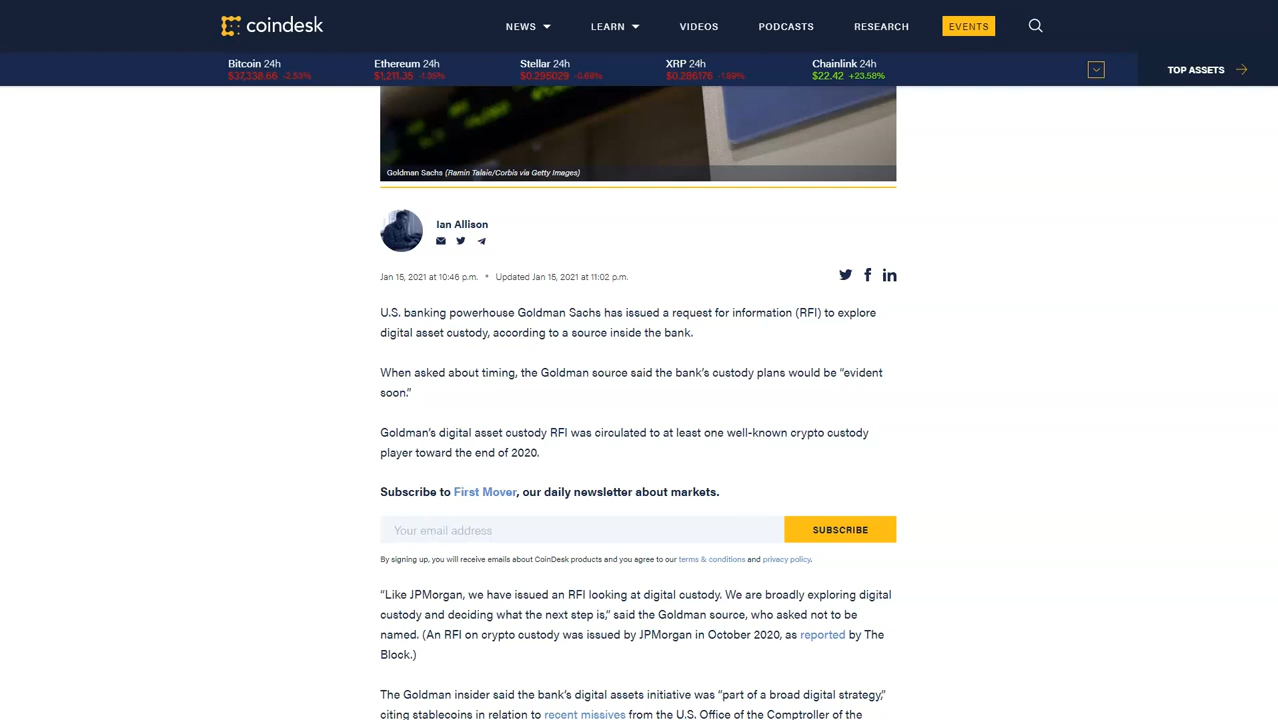 coindesk
NEWS LEARN VIDEOS PODCASTS RESEARCH EVENTS
Bitcoin 24h Ethereum 24h Stellar 24h XRP 24h Chainlink 24h
$37,338.66 -2.53% $1,211.35 -1.35% $0.295029 -0.68% $0.286176 -1.89% $22.42 +23.58%
TOP ASSETS
Goldman Sachs (Ramin Talaie/Corbis via Getty Images)
Ian Allison
Jan 15, 2021 at 10:46 p.m. • Updated Jan 15, 2021 at 11:02 p.m.
U.S. banking powerhouse Goldman Sachs has issued a request for information (RFI) to explore
digital asset custody, according to a source inside the bank.
When asked about timing, the Goldman source said the bank's custody plans would be “evident
soon.”
Goldman's digital asset custody RFI was circulated to at least one well-known crypto custody
player toward the end of 2020.
Subscribe to First Mover, our daily newsletter about markets.
Your email address SUBSCRIBE
By signing up, you will receive emails about CoinDesk products and you agree to our terms & conditions and privacy policy.
“Like JPMorgan, we have issued an RFI looking at digital custody. We are broadly exploring digital
custody and deciding what the next step is,” said the Goldman source, who asked not to be
named. (An RFI on crypto custody was issued by JPMorgan in October 2020, as reported by The
Block.)
The Goldman insider said the bank's digital assets initiative was “part of a broad digital strategy,”
citing stablecoins in relation to recent missives from the U.S. Office of the Comptroller of the